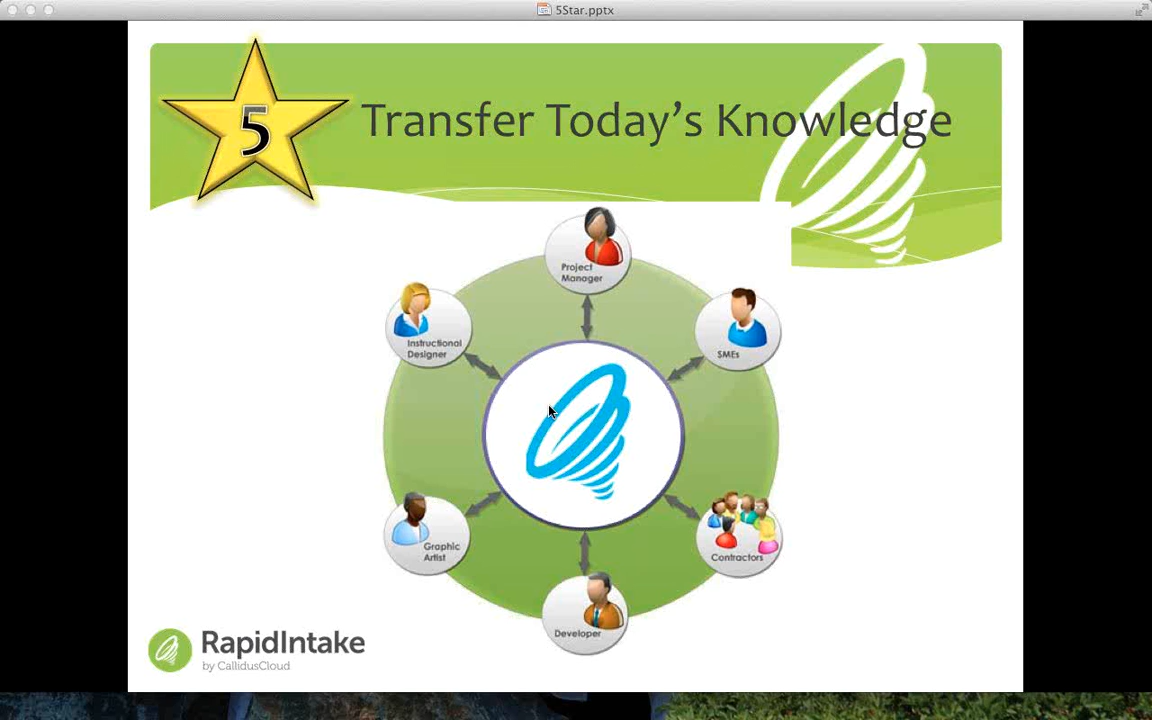 5Star.pptx
5
Transfer Today's Knowledge
Project
Manager
Instructional
Designer
SMEs
Graphic
Artist
Contractors
Developer
RapidIntake
by CallidusCloud